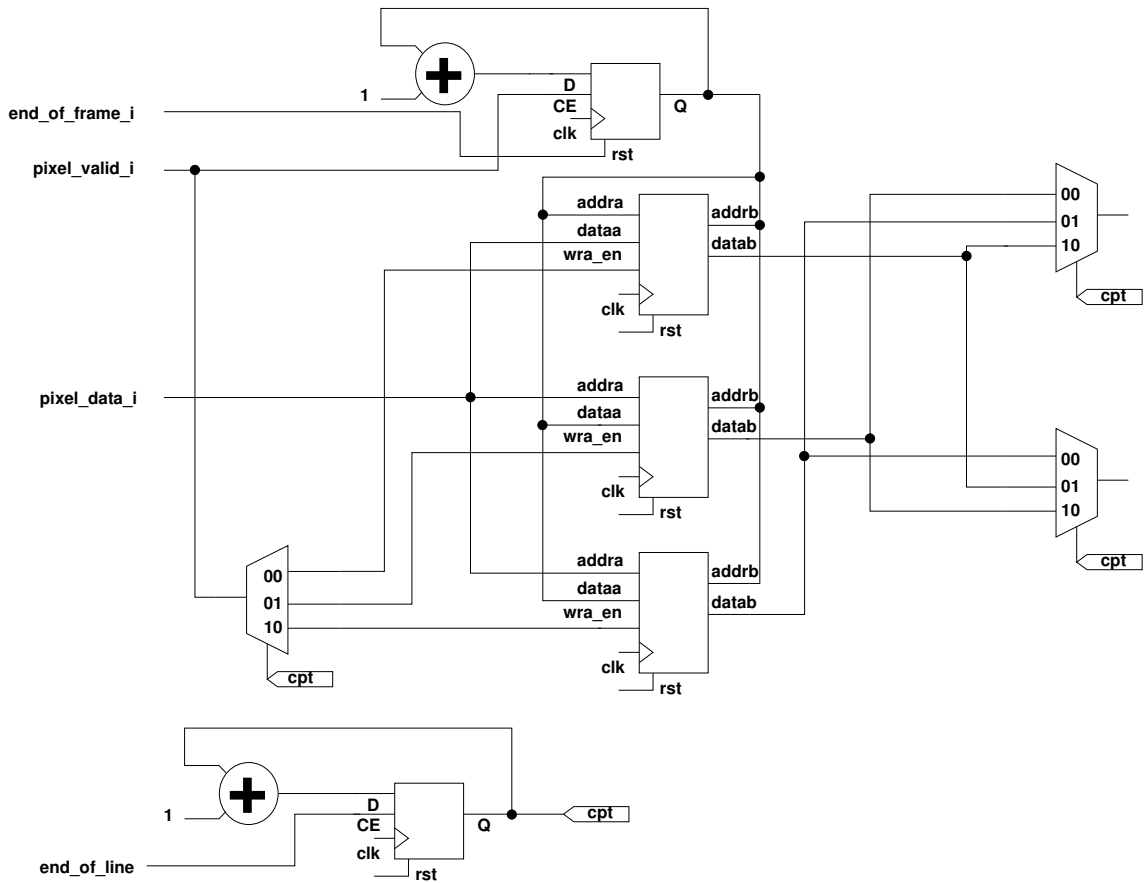 1
D
end_of_frame_i
CE
Q
clk
rst
pixel_valid_i
addra
addrb
dataa
datab
wra_en
clk
rst
00
01
10
cpt
pixel_data_i
addra
addrb
dataa
datab
wra_en
clk
rst
00
01
10
cpt
addra
addrb
dataa
datab
wra_en
clk
rst
00
01
10
cpt
1
D
CE
Q
clk
rst
cpt
end_of_line